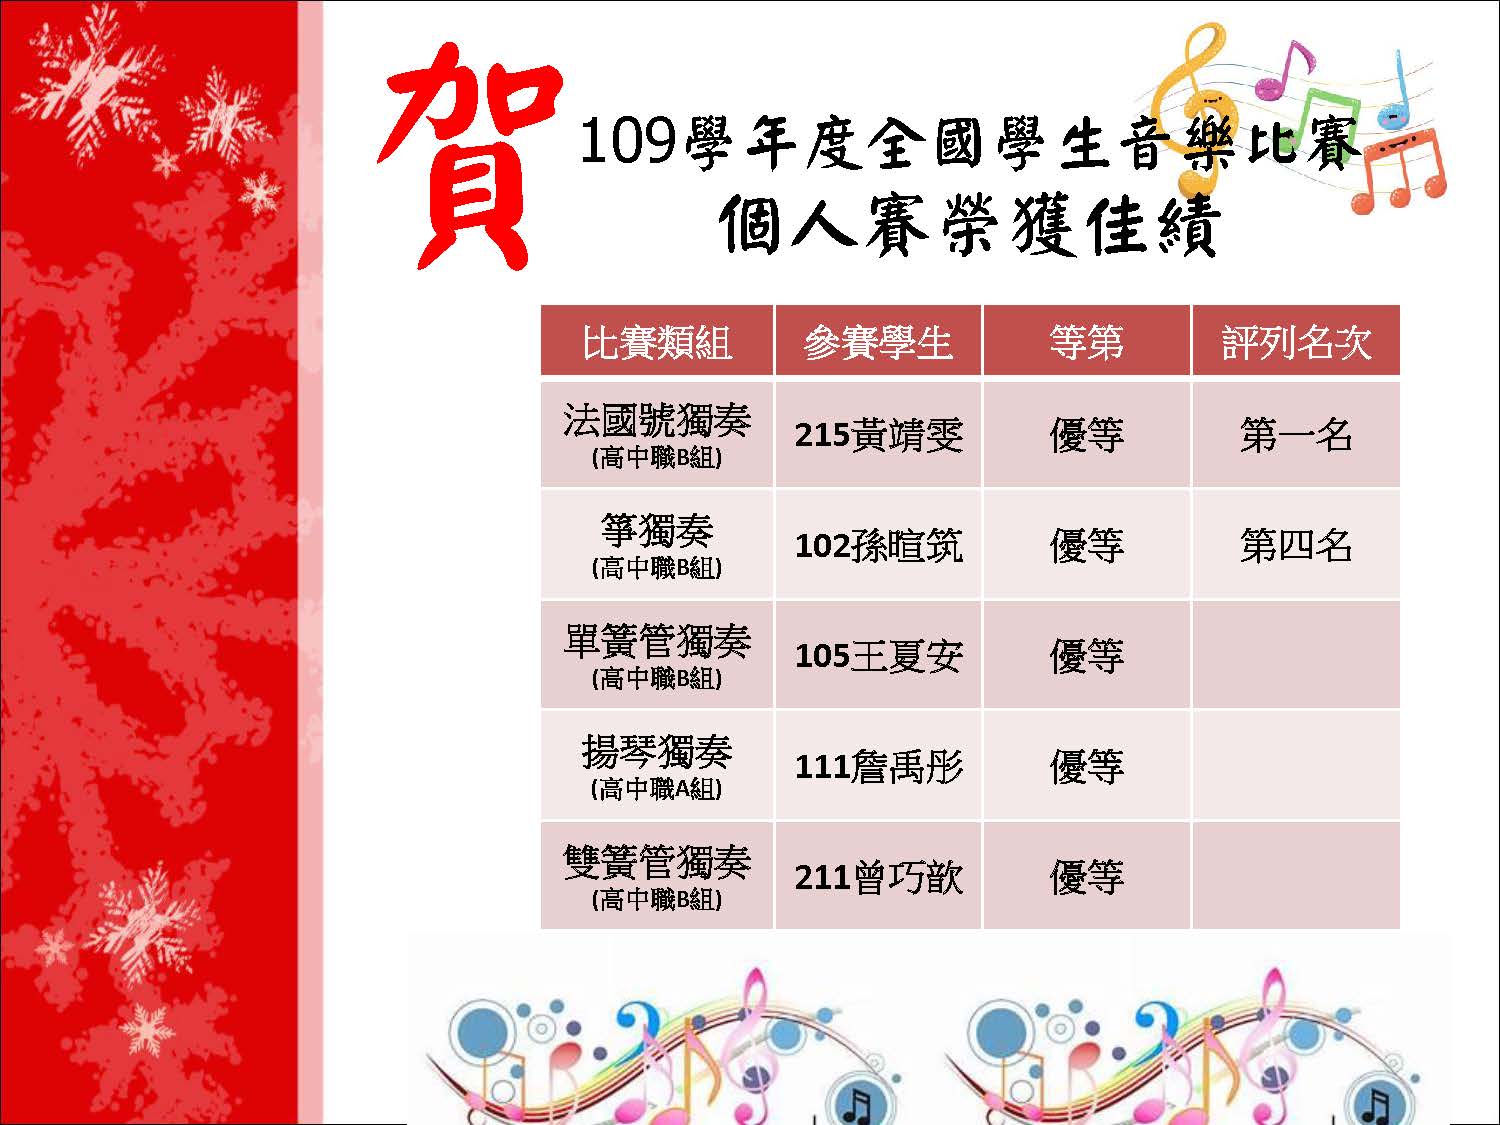 賀
109學年度全國學生音樂比賽
個人賽榮獲佳績
比賽類組 參賽學生 等第 評列名次
法國號獨奏
(高中職B組)
215黃靖雯 優等 第一名
箏獨奏
(高中職B組)
102孫暄筑 優等 第四名
單簧管獨奏
(高中職B組)
105王夏安 優等
揚琴獨奏
(高中職A組)
111詹禹彤 優等
雙簧管獨奏
(高中職B組)
211曾巧歆 優等